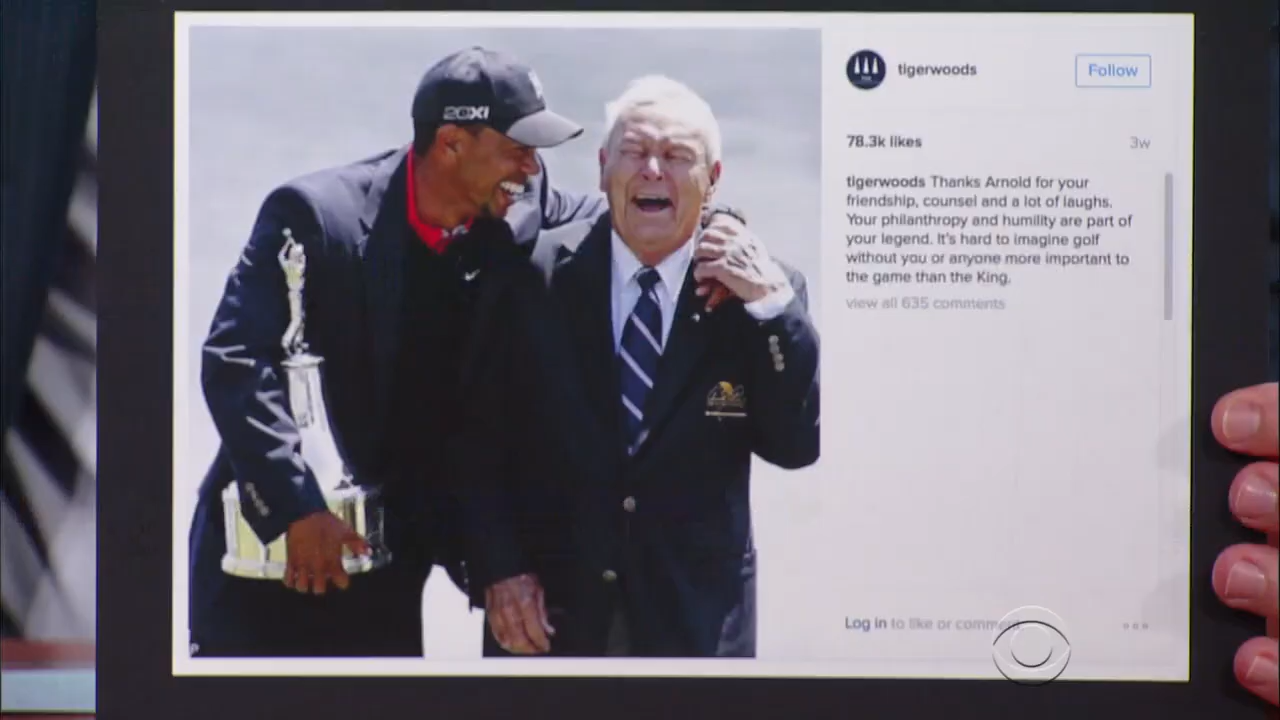 20XI
tigerwoods
Follow
78.3k likes
3w
tigerwoods Thanks Arnold for your
friendship, counsel and a lot of laughs.
Your philanthropy and humility are part of
your legend. It's hard to imagine golf
without you or anyone more important to
the game than the King.
view all 635 comments
Log in to like or comment